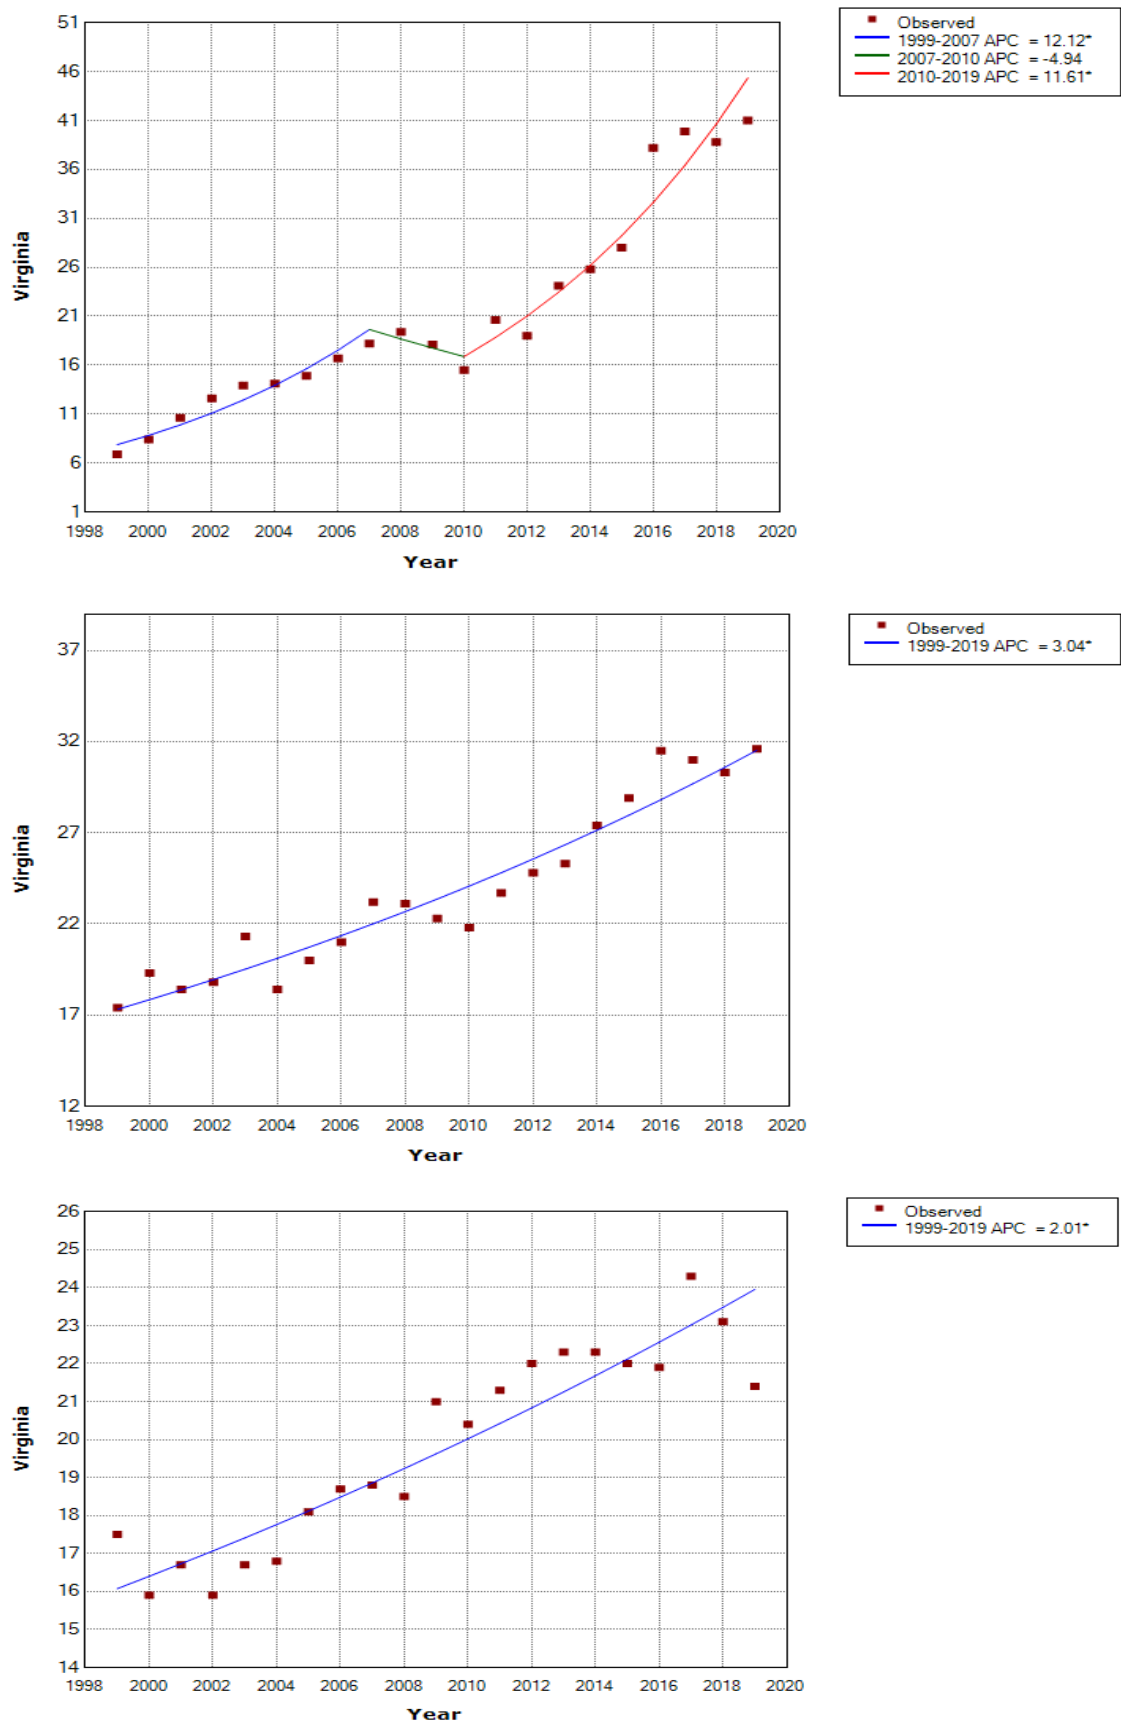 51
46
41
36
31
26
21
16
11
6
1
Virginia
1998 2000 2002 2004 2006 2008 2010 2012 2014 2016 2018 2020
Year
Observed
1999-2007 APC = 12.12*
2007-2010 APC = -4.94
2010-2019 APC = 11.61*
37
32
27
22
17
12
Virginia
1998 2000 2002 2004 2006 2008 2010 2012 2014 2016 2018 2020
Year
Observed
1999-2019 APC = 3.04*
26
25
24
23
22
21
20
19
18
17
16
15
14
Virginia
1998 2000 2002 2004 2006 2008 2010 2012 2014 2016 2018 2020
Year
Observed
1999-2019 APC = 2.01*